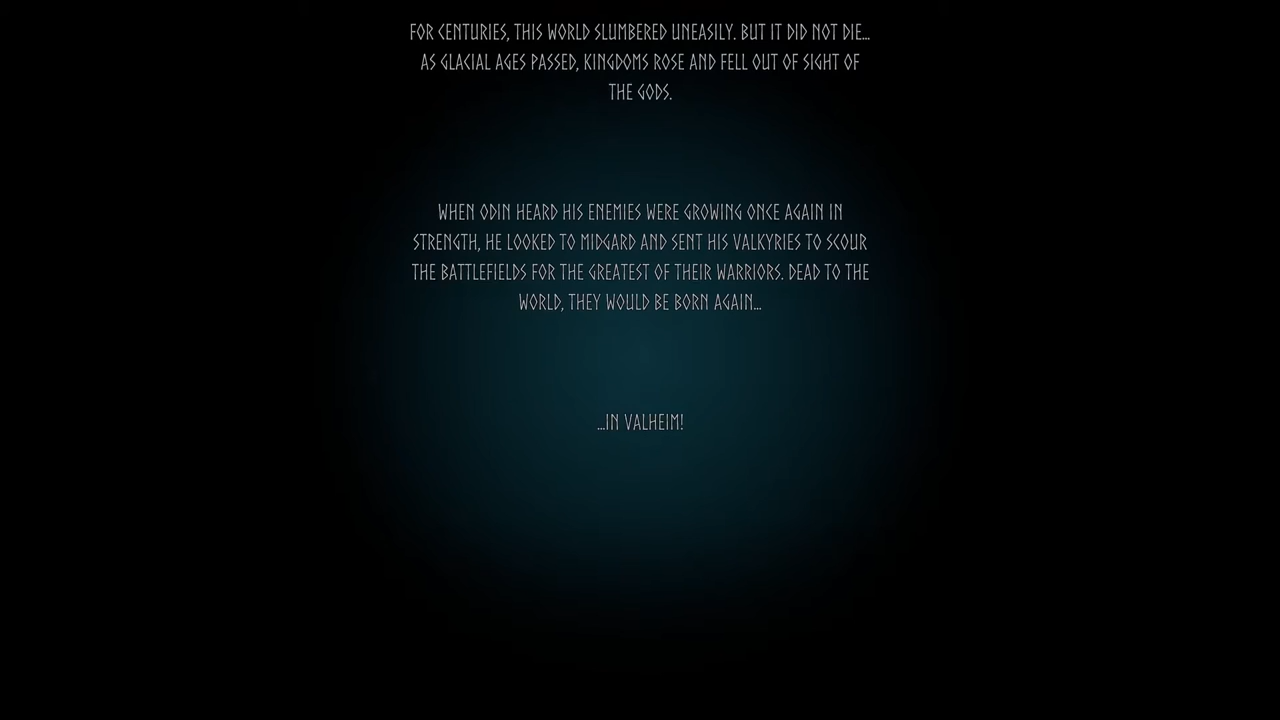 FOR CENTURIES, THIS WORLD SLUMBERED UNEASILY. BUT IT DID NOT DIE...
AS GLACIAL AGES PASSED, KINGDOMS ROSE AND FELL OUT OF SIGHT OF
THE GODS.
WHEN ODIN HEARD HIS ENEMIES WERE GROWING ONCE AGAIN IN
STRENGTH, HE LOOKED TO MIDGARD AND SENT HIS VALKYRIES TO SCOUR
THE BATTLEFIELDS FOR THE GREATEST OF THEIR WARRIORS. DEAD TO THE
WORLD, THEY WOULD BE BORN AGAIN...
...IN VALHEIM!